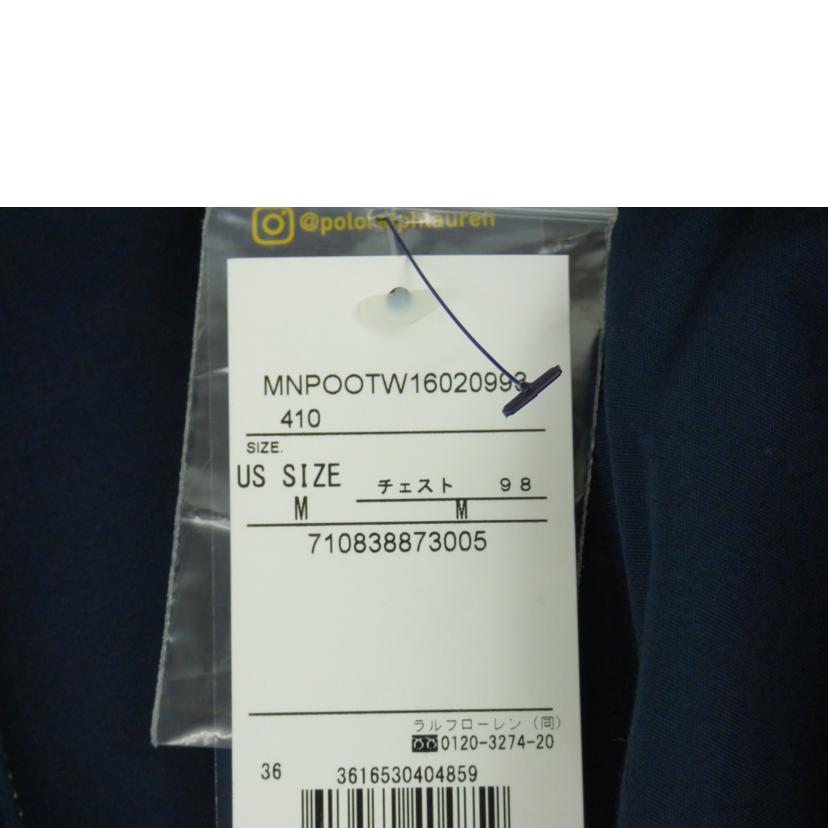 @poloralphlauren
MNPOOTW16020993
410
SIZE.
US SIZE チェスト 98
M M
710838873005
ラルフローレン (同)
0120-3274-20
36 3616530404859